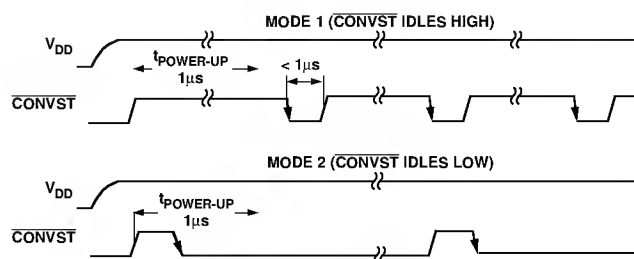 MODE 1 (CONVST IDLES HIGH)
VDD
tPOWER-UP
1µs
< 1µs
CONVST
MODE 2 (CONVST IDLES LOW)
VDD
tPOWER-UP
1µs
CONVST